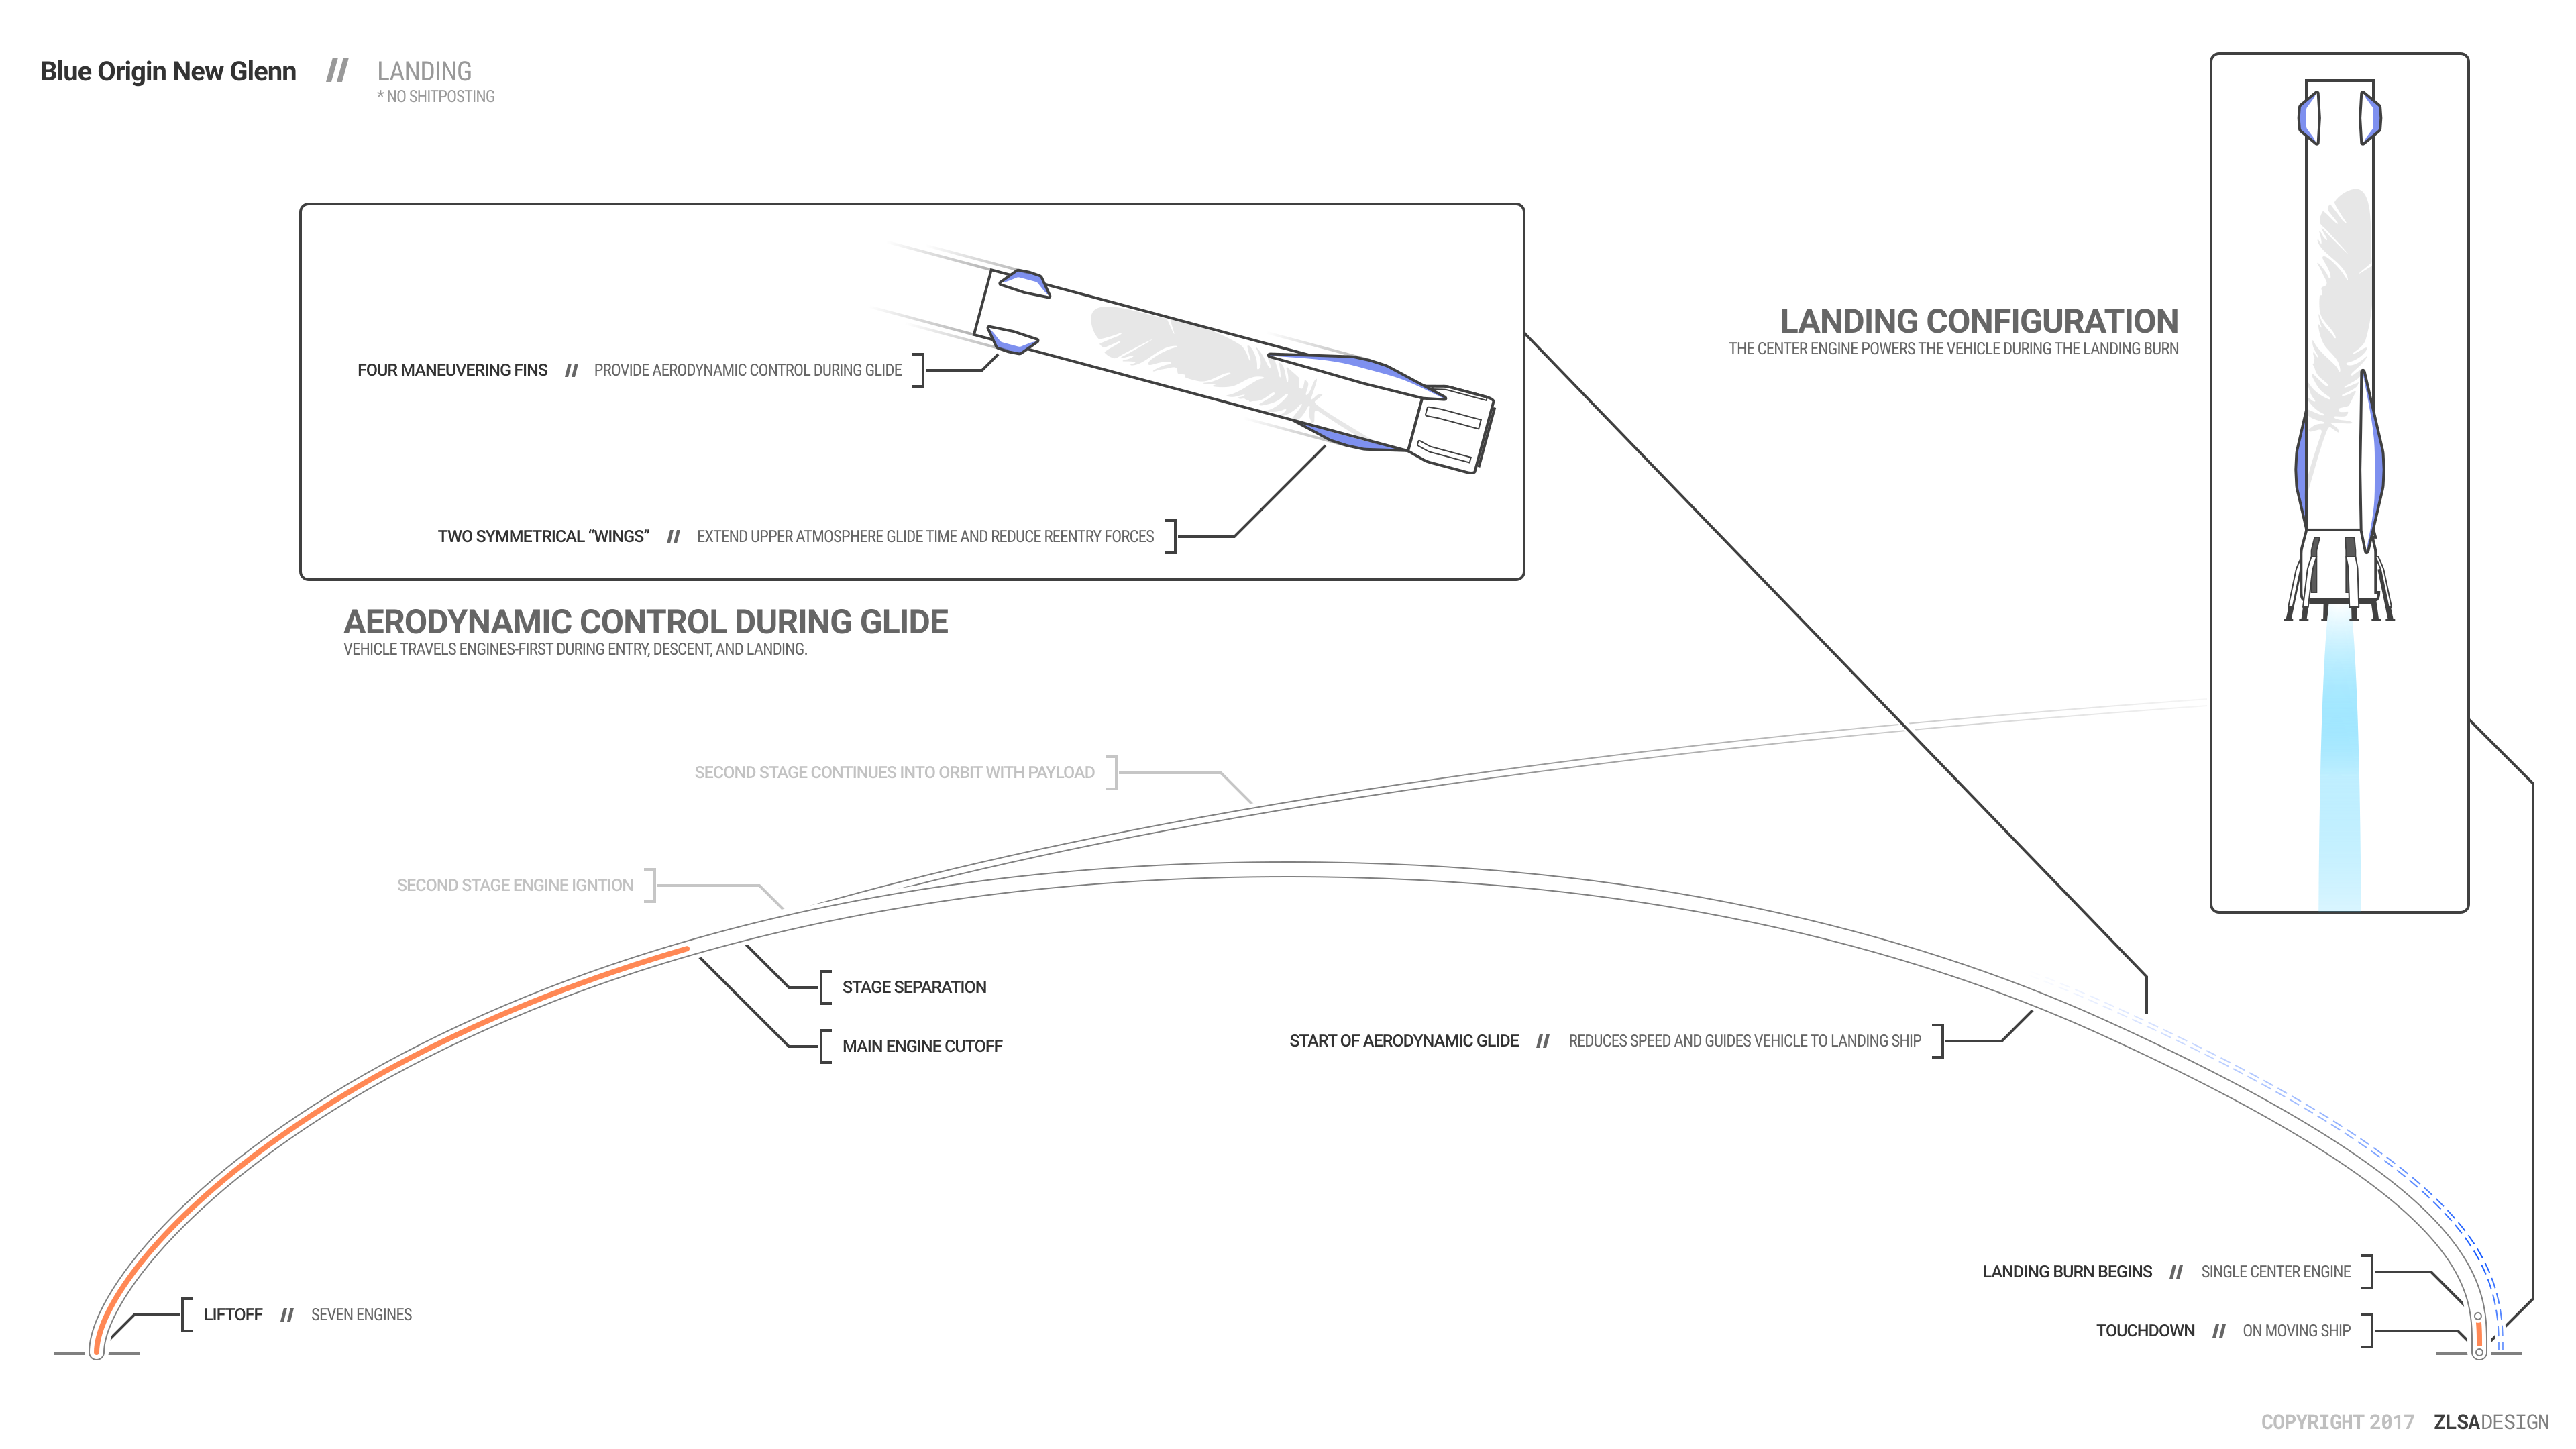 Blue Origin New Glenn // LANDING
* NO SHITPOSTING
LANDING CONFIGURATION
THE CENTER ENGINE POWERS THE VEHICLE DURING THE LANDING BURN
FOUR MANEUVERING FINS // PROVIDE AERODYNAMIC CONTROL DURING GLIDE
TWO SYMMETRICAL “WINGS” // EXTEND UPPER ATMOSPHERE GLIDE TIME AND REDUCE REENTRY FORCES
AERODYNAMIC CONTROL DURING GLIDE
VEHICLE TRAVELS ENGINES-FIRST DURING ENTRY, DESCENT, AND LANDING.
SECOND STAGE CONTINUES INTO ORBIT WITH PAYLOAD
SECOND STAGE ENGINE IGNTION
STAGE SEPARATION
MAIN ENGINE CUTOFF
START OF AERODYNAMIC GLIDE // REDUCES SPEED AND GUIDES VEHICLE TO LANDING SHIP
LANDING BURN BEGINS // SINGLE CENTER ENGINE
LIFTOFF // SEVEN ENGINES
TOUCHDOWN // ON MOVING SHIP
COPYRIGHT 2017 ZLSADESIGN